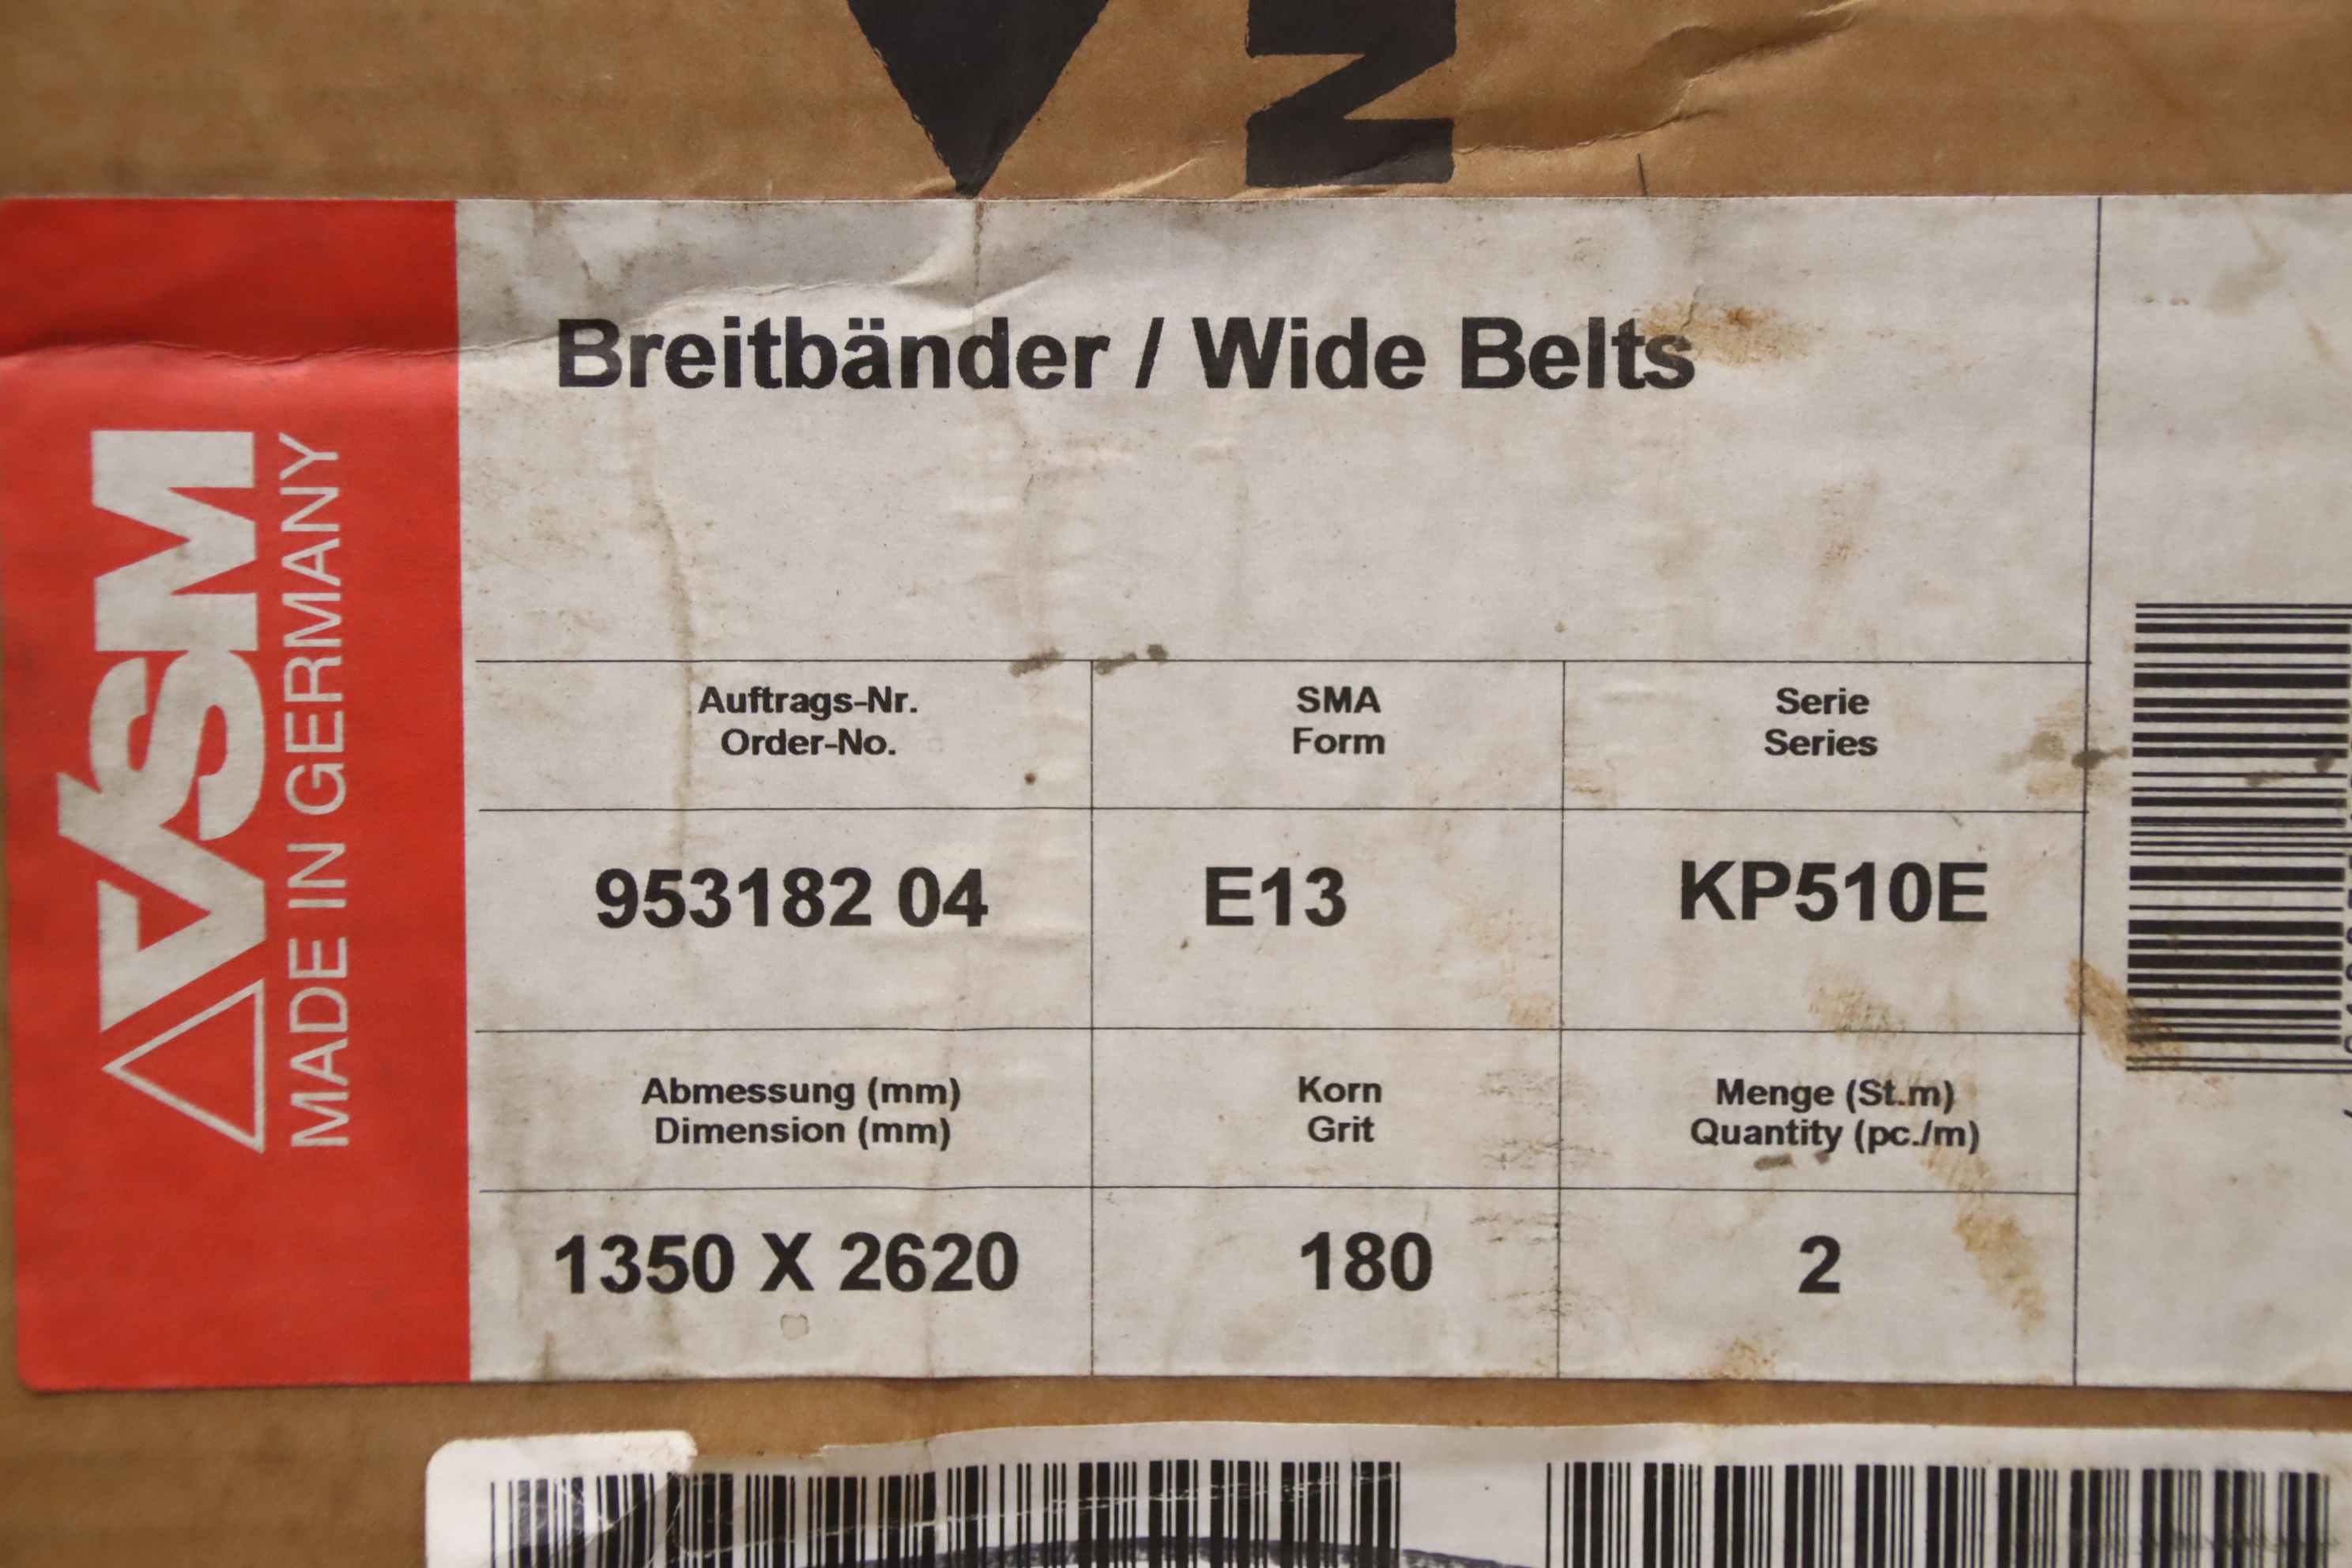 N
VSM
MADE IN GERMANY
Breitbänder / Wide Belts
Auftrags-Nr.
Order-No.
SMA
Form
Serie
Series
953182 04
E13
KP510E
Abmessung (mm)
Dimension (mm)
Korn
Grit
Menge (St.m)
Quantity (pc./m)
1350 X 2620
180
2